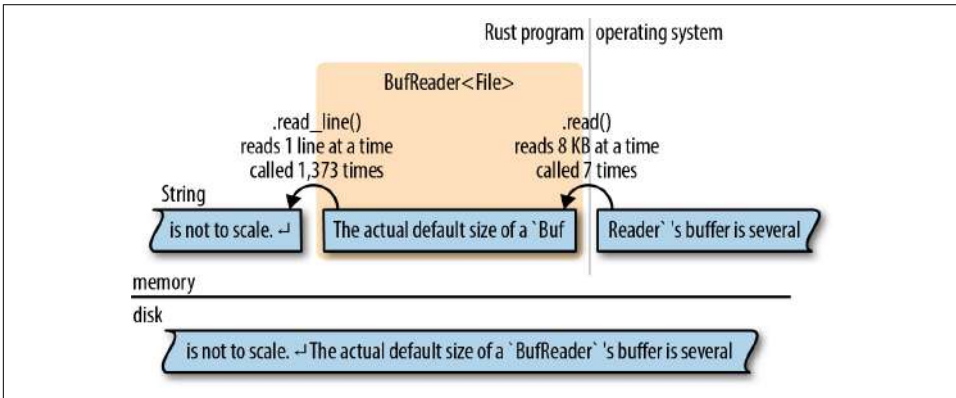 Rust program operating system
BufReader<File>
.read_line()
reads 1 line at a time
called 1,373 times
.read()
reads 8 KB at a time
called 7 times
String
is not to scale. ↵
The actual default size of a `Buf
Reader` 's buffer is several
memory
disk
is not to scale. ↵The actual default size of a `BufReader` 's buffer is several